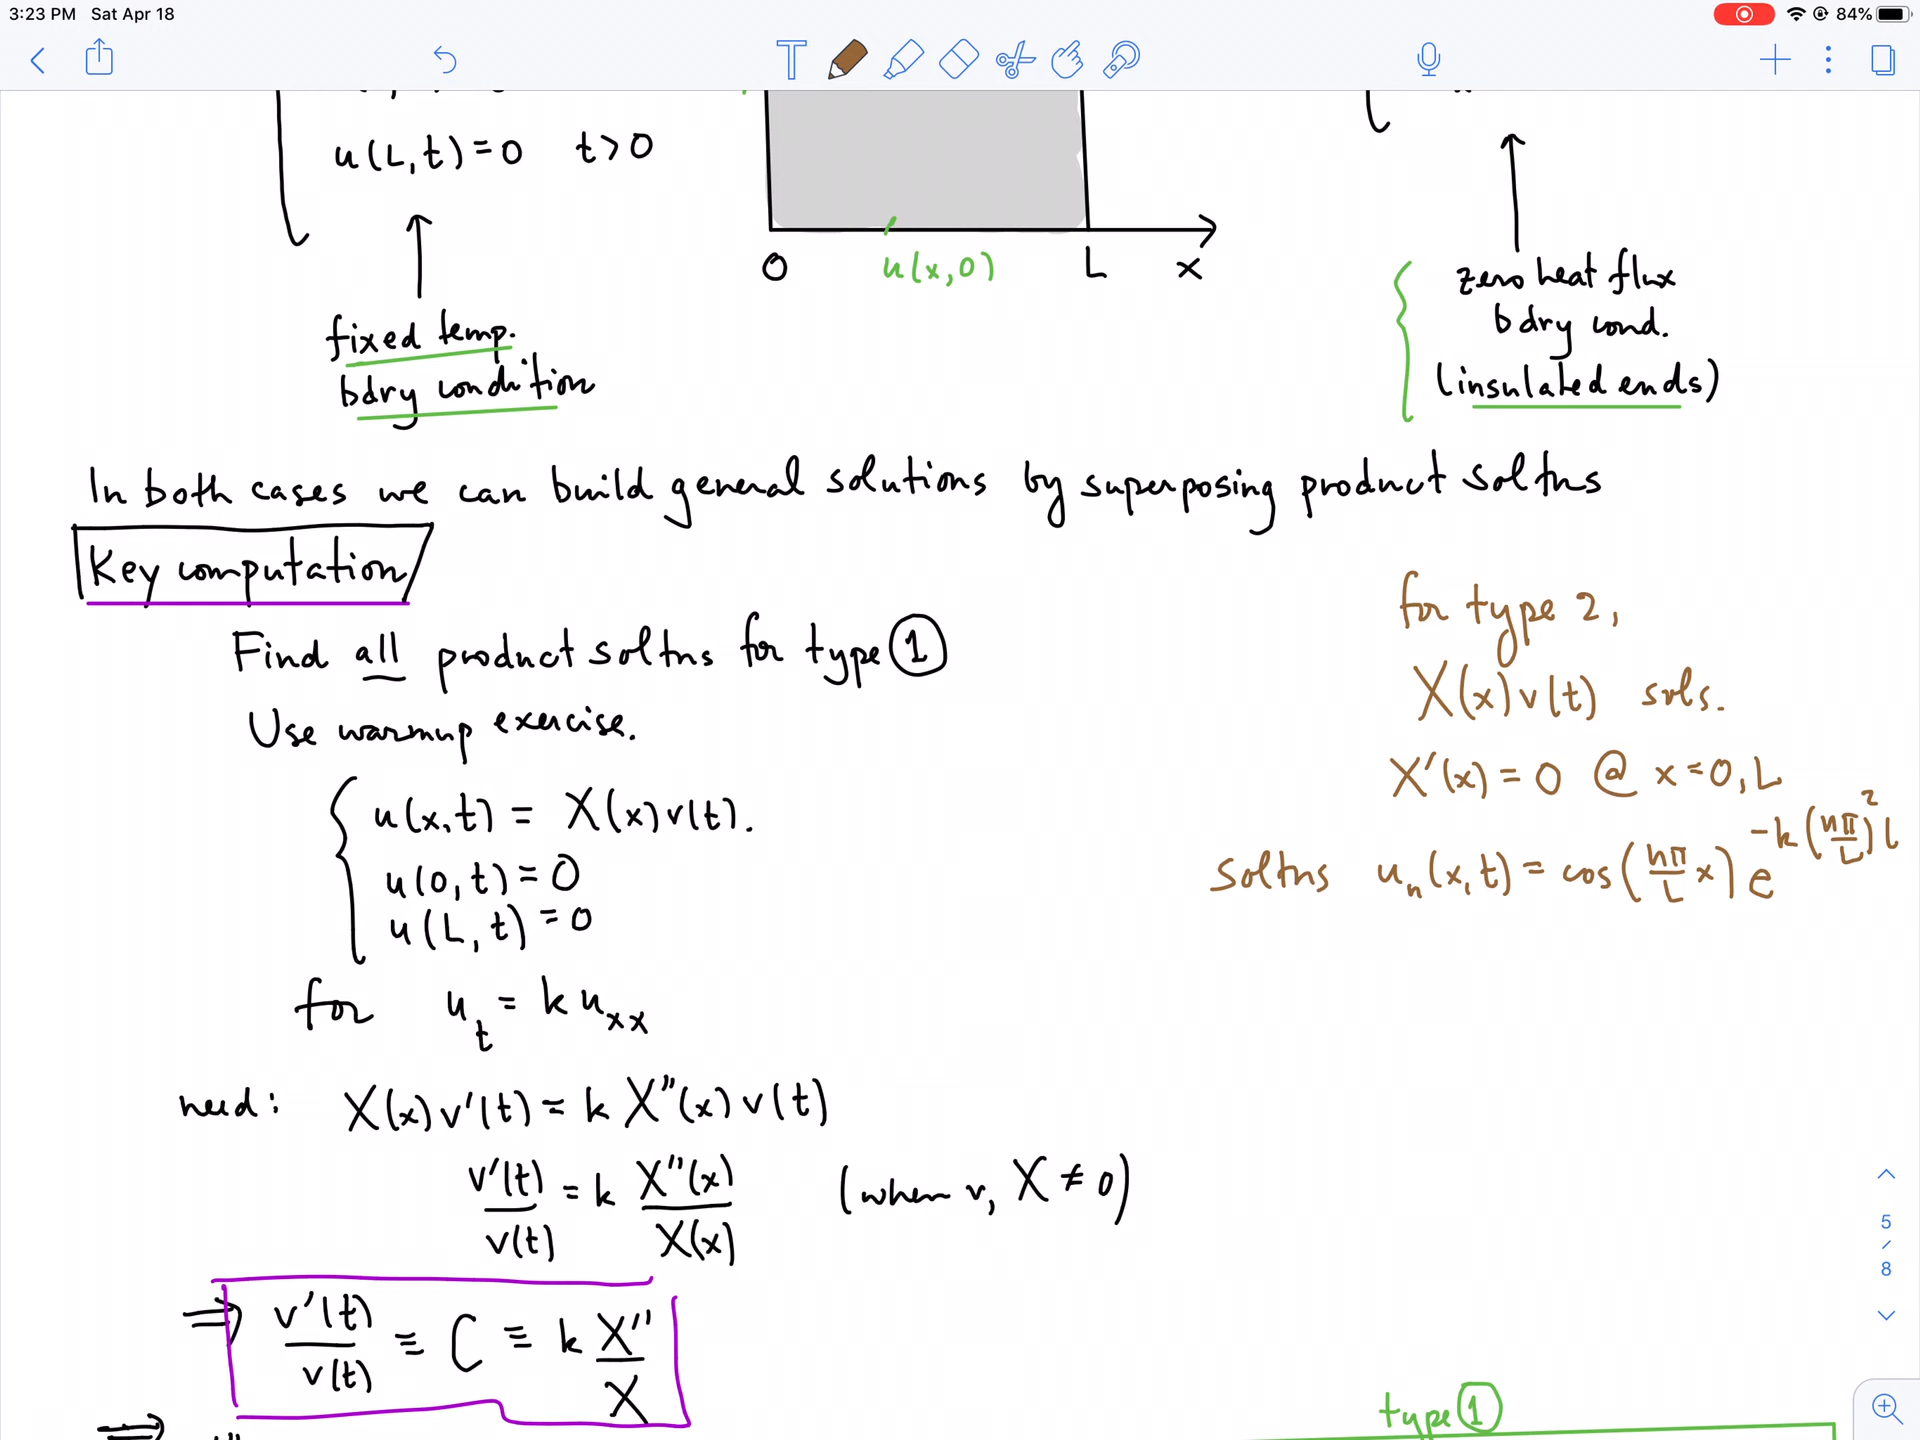 3:23 PM Sat Apr 18
84%
u(L,t)=0 t>0
0 u(x,0) L x
fixed temp.
bdry condition
zero heat flux
bdry cond.
(insulated ends)
In both cases we can build general solutions by superposing product soltns
Key computation
Find all product soltns for type ①
Use warmup exercise.
u(x,t) = X(x)v(t).
u(0,t)=0
u(L,t)=0
for u_t = k u_xx
need: X(x)v'(t) = k X''(x)v(t)
v'(t)/v(t) = k X''(x)/X(x) (when v, X ≠ 0)
⇒ v'(t)/v(t) ≡ C ≡ k X''/X
⇒
for type 2,
X(x)v(t) sols.
X'(x) = 0 @ x=0,L
soltns u_n(x,t) = cos(nπ/L x) e^-k(nπ/L)^2 t
type ①
5
/
8